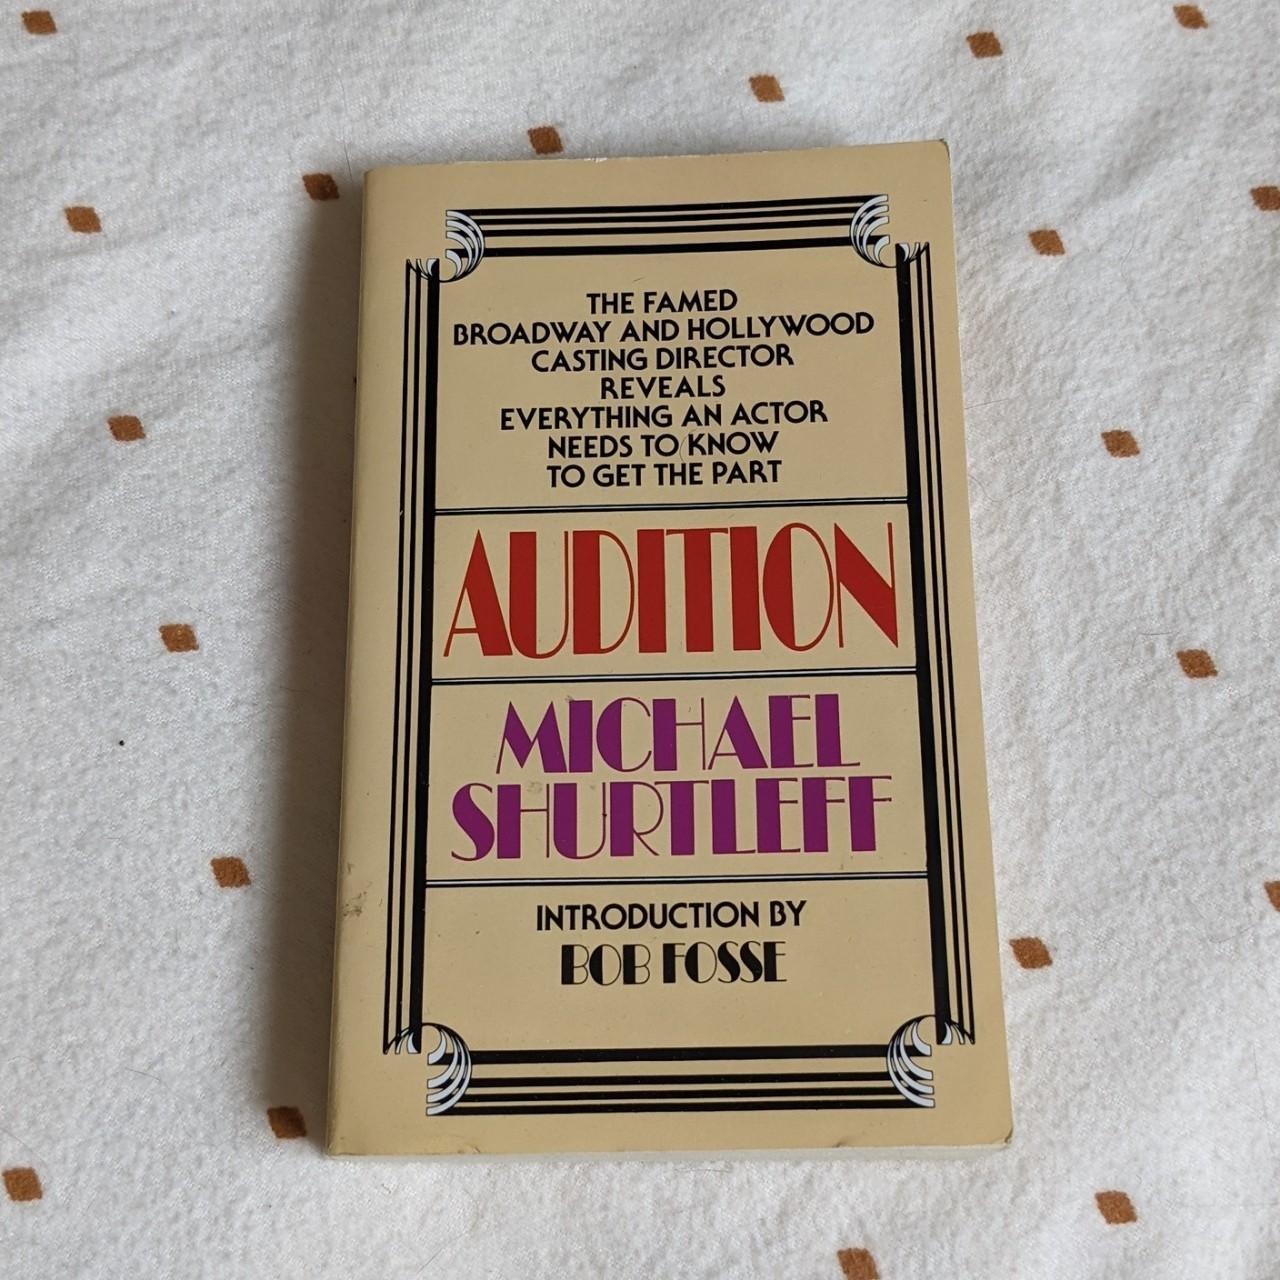 THE FAMED
BROADWAY AND HOLLYWOOD
CASTING DIRECTOR
REVEALS
EVERYTHING AN ACTOR
NEEDS TO KNOW
TO GET THE PART
AUDITION
MICHAEL
SHURTLEFF
INTRODUCTION BY
BOB FOSSE